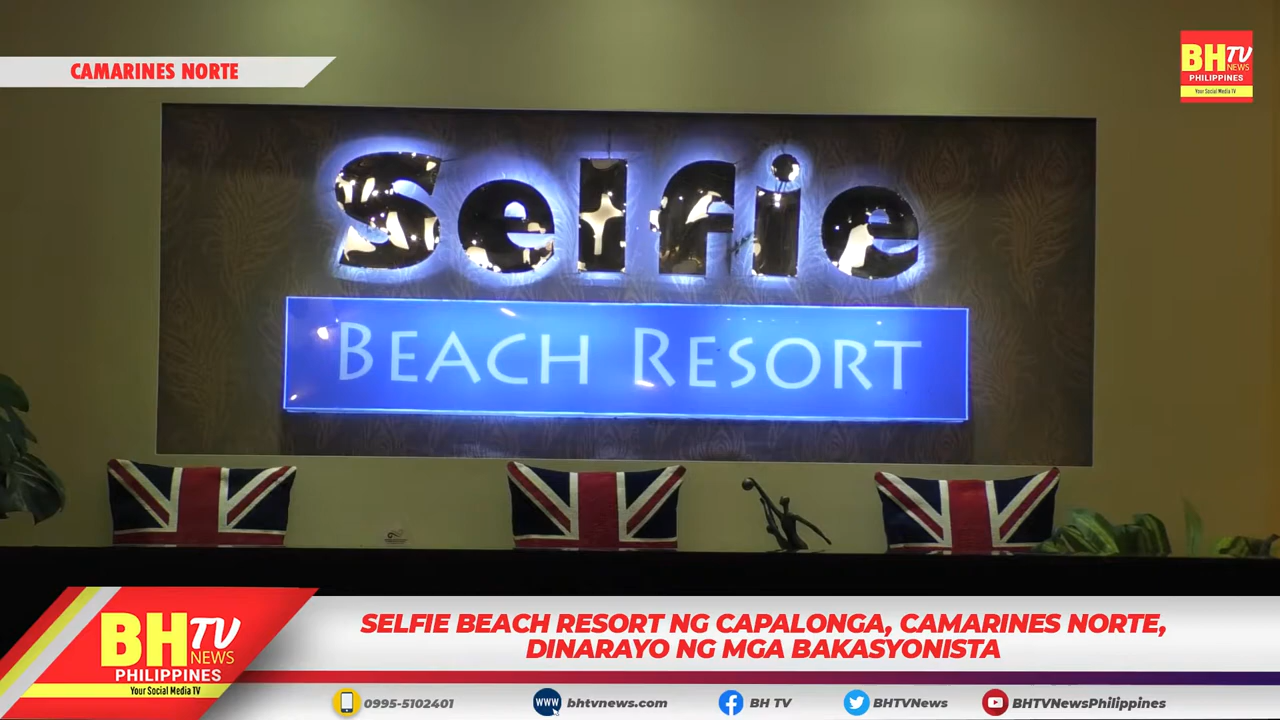 CAMARINES NORTE
BHTV
NEWS
PHILIPPINES
Your Social Media TV
Selfie
BEACH RESORT
SELFIE BEACH RESORT NG CAPALONGA, CAMARINES NORTE,
DINARAYO NG MGA BAKASYONISTA
BHTV
NEWS
PHILIPPINES
Your Social Media TV
0995-5102401
WWW
bhtvnews.com
BH TV
BHTVNews
BHTVNewsPhilippines